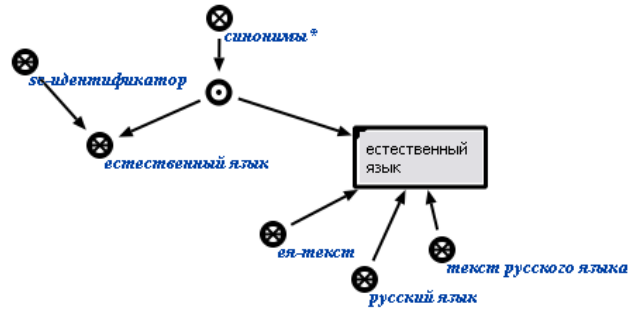 синонимы*
sc-идентификатор
естественный язык
естественный
язык
ея-текст
текст русского языка
русский язык